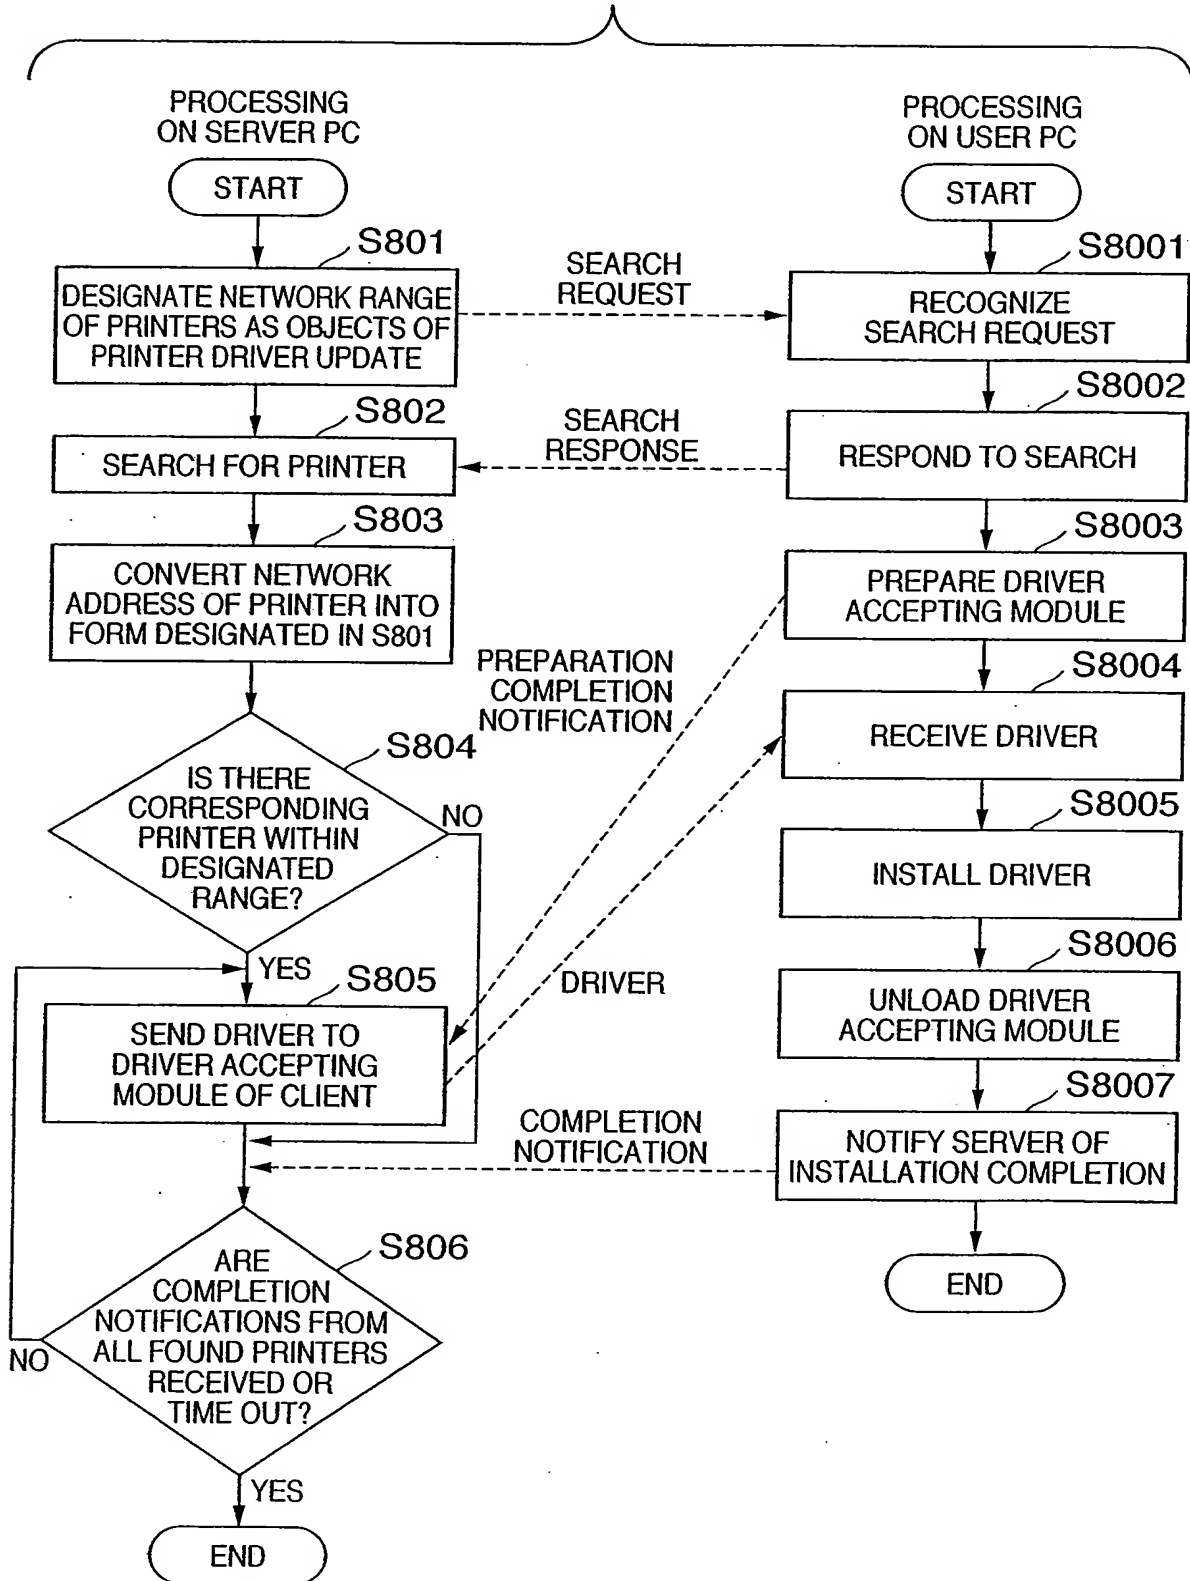 PROCESSING
ON SERVER PC
START
S801
DESIGNATE NETWORK RANGE
OF PRINTERS AS OBJECTS OF
PRINTER DRIVER UPDATE
S802
SEARCH FOR PRINTER
S803
CONVERT NETWORK
ADDRESS OF PRINTER INTO
FORM DESIGNATED IN S801
S804
IS THERE
CORRESPONDING
PRINTER WITHIN
DESIGNATED
RANGE?
NO
YES
S805
SEND DRIVER TO
DRIVER ACCEPTING
MODULE OF CLIENT
S806
ARE
COMPLETION
NOTIFICATIONS FROM
ALL FOUND PRINTERS
RECEIVED OR
TIME OUT?
NO
YES
END
SEARCH
REQUEST
SEARCH
RESPONSE
PREPARATION
COMPLETION
NOTIFICATION
DRIVER
COMPLETION
NOTIFICATION
PROCESSING
ON USER PC
START
S8001
RECOGNIZE
SEARCH REQUEST
S8002
RESPOND TO SEARCH
S8003
PREPARE DRIVER
ACCEPTING MODULE
S8004
RECEIVE DRIVER
S8005
INSTALL DRIVER
S8006
UNLOAD DRIVER
ACCEPTING MODULE
S8007
NOTIFY SERVER OF
INSTALLATION COMPLETION
END